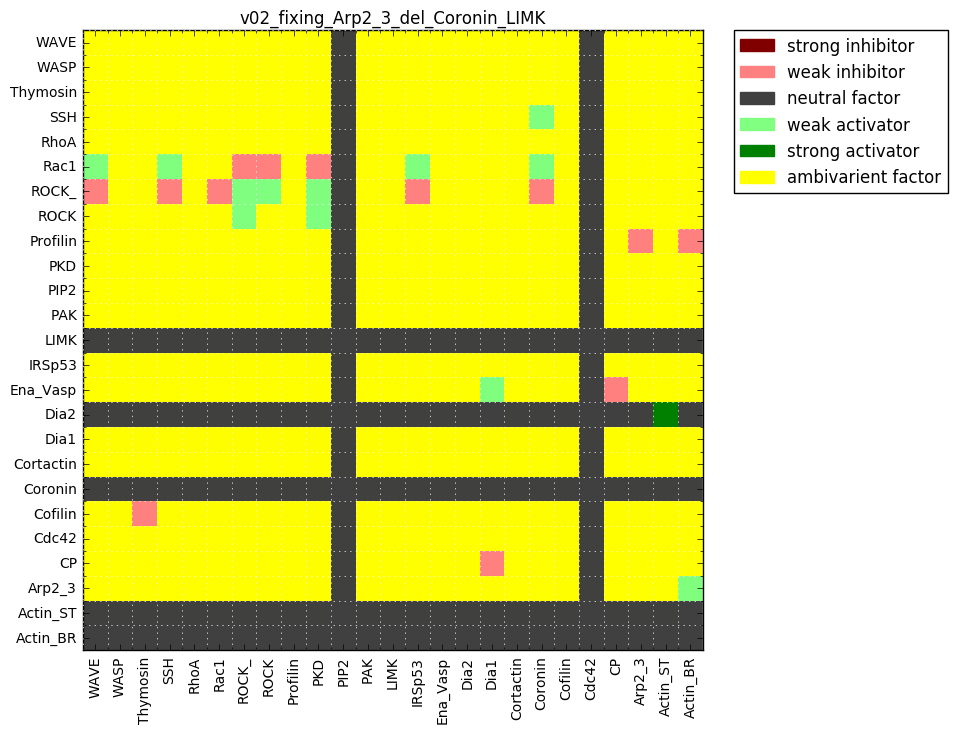 v02_fixing_Arp2_3_del_Coronin_LIMK
WAVE
WASP
Thymosin
SSH
RhoA
Rac1
ROCK_
ROCK
Profilin
PKD
PIP2
PAK
LIMK
IRSp53
Ena_Vasp
Dia2
Dia1
Cortactin
Coronin
Cofilin
Cdc42
CP
Arp2_3
Actin_ST
Actin_BR
WAVE
WASP
Thymosin
SSH
RhoA
Rac1
ROCK_
ROCK
Profilin
PKD
PIP2
PAK
LIMK
IRSp53
Ena_Vasp
Dia2
Dia1
Cortactin
Coronin
Cofilin
Cdc42
CP
Arp2_3
Actin_ST
Actin_BR
strong inhibitor
weak inhibitor
neutral factor
weak activator
strong activator
ambivarient factor